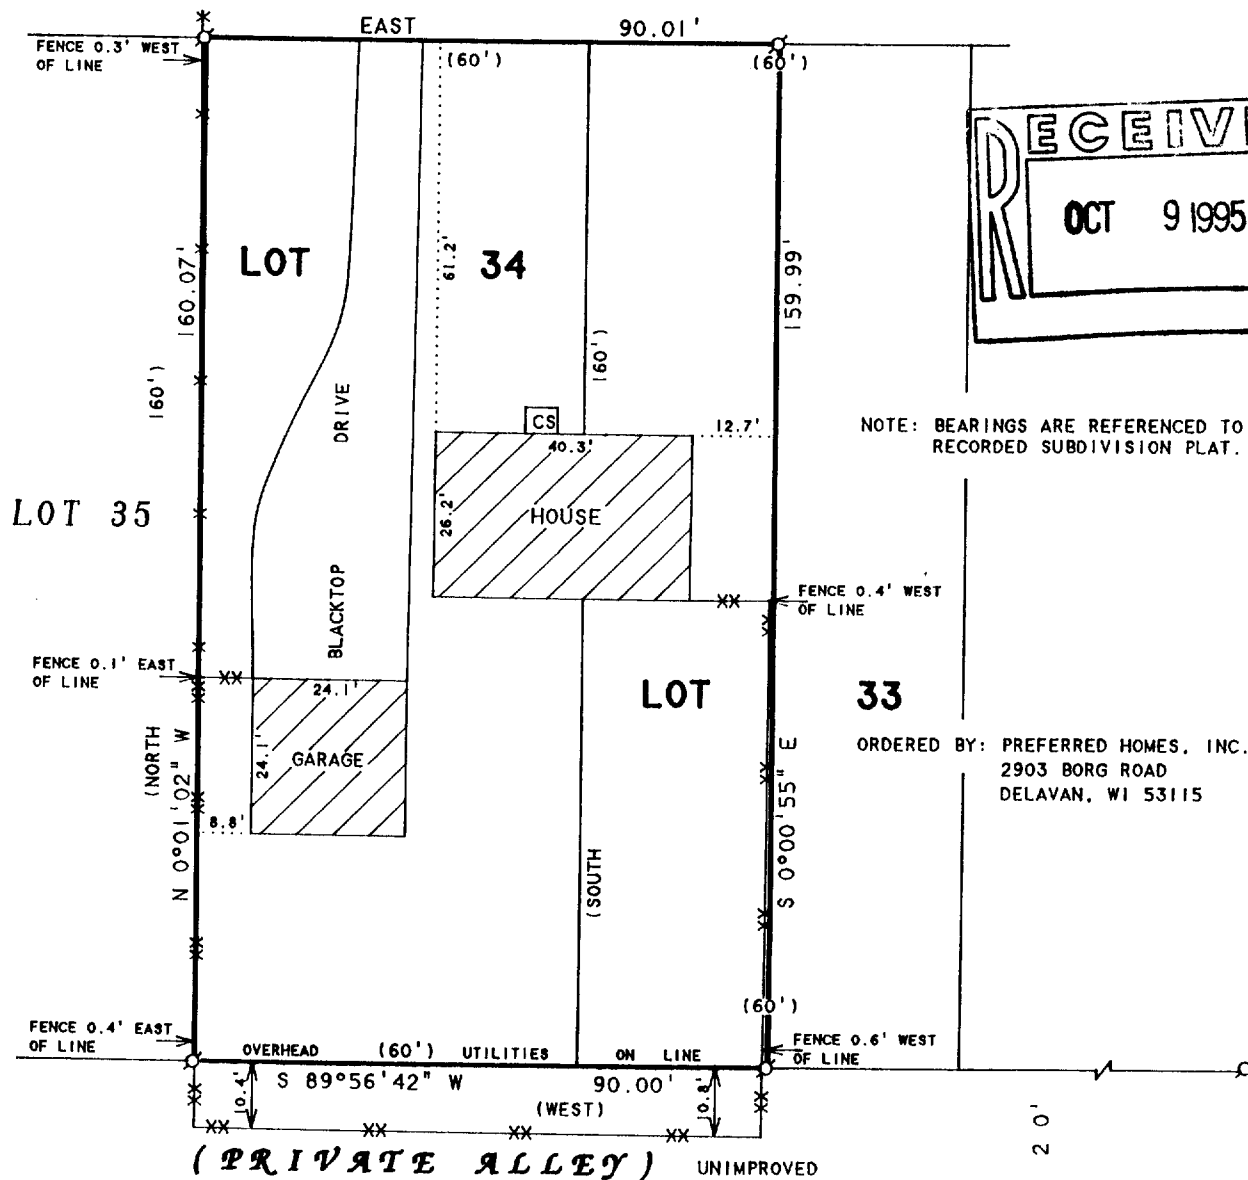 EAST 90.01'
FENCE 0.3' WEST
OF LINE
(60')
(60')
RECEIVE
OCT 9 1995
LOT 34
160.07'
61.2'
159.99'
160')
160')
DRIVE
CS
40.3'
12.7'
NOTE: BEARINGS ARE REFERENCED TO
RECORDED SUBDIVISION PLAT.
LOT 35
26.2'
HOUSE
BLACKTOP
FENCE 0.4' WEST
OF LINE
FENCE 0.1' EAST
OF LINE
24.1'
LOT 33
24.1'
GARAGE
(NORTH
N 0°01'02" W
S 0°00'55" E
ORDERED BY: PREFERRED HOMES, INC.
2903 BORG ROAD
DELAVAN, WI 53115
8.8'
(SOUTH
(60')
FENCE 0.4' EAST
OF LINE
FENCE 0.6' WEST
OF LINE
OVERHEAD (60') UTILITIES ON LINE
10.4'
S 89°56'42" W 90.00'
10.8'
(WEST)
20'
(PRIVATE ALLEY) UNIMPROVED